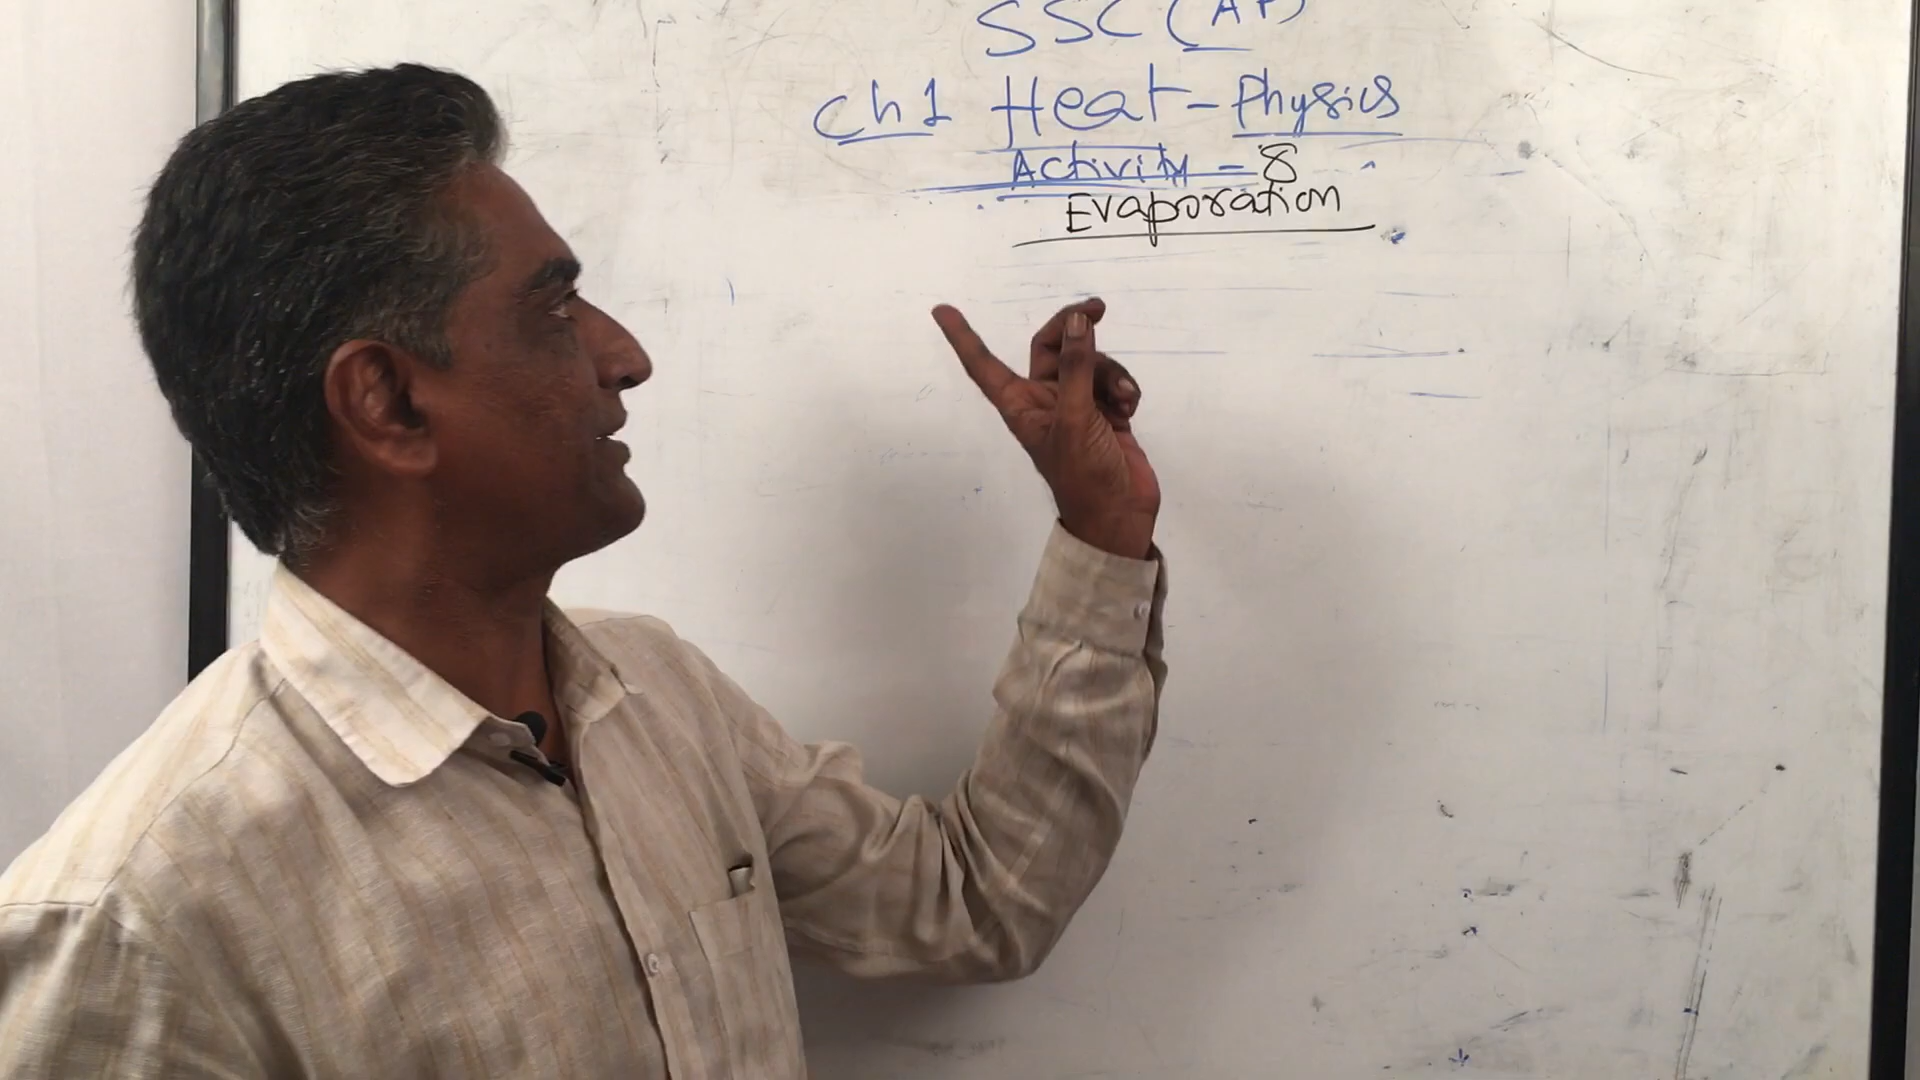 SSC (AP)
Ch 1 Heat - Physics
Activity - 8
Evaporation